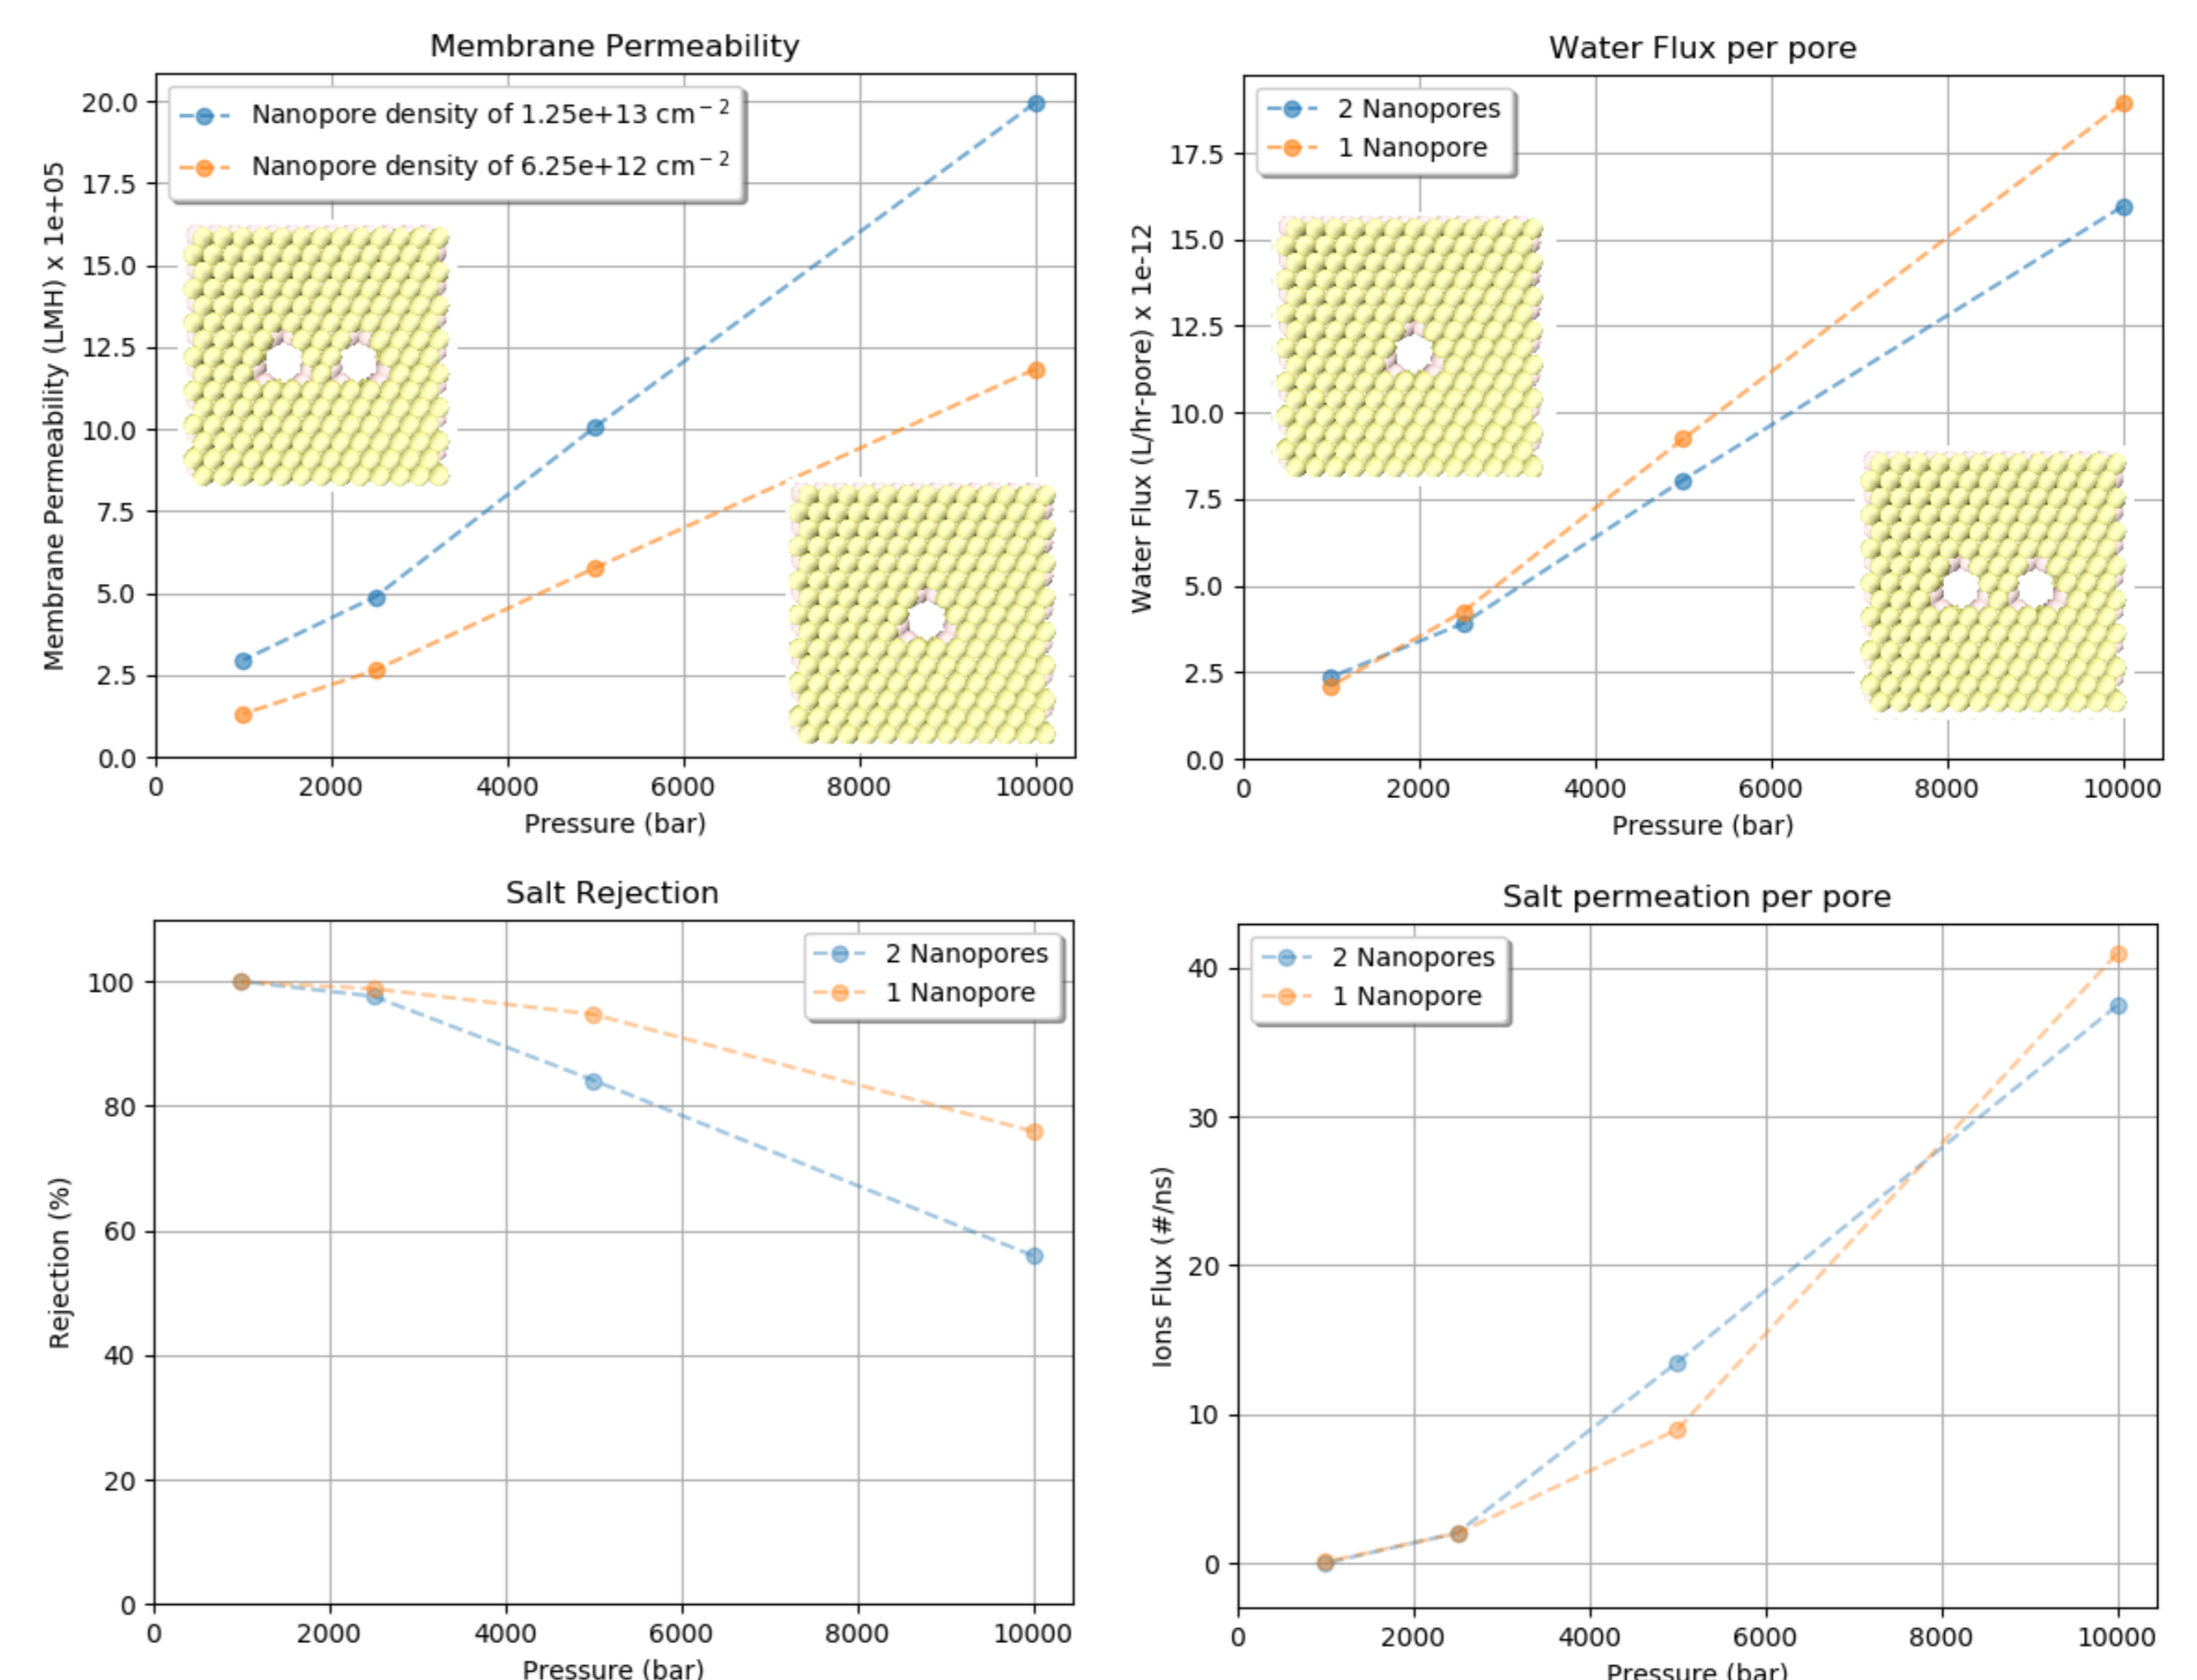 Membrane Permeability
Membrane Permeability (LMH) x 1e+05
20.0
17.5
15.0
12.5
10.0
7.5
5.0
2.5
0.0
Nanopore density of 1.25e+13 cm⁻²
Nanopore density of 6.25e+12 cm⁻²
0 2000 4000 6000 8000 10000
Pressure (bar)
Water Flux per pore
Water Flux (L/hr-pore) x 1e-12
17.5
15.0
12.5
10.0
7.5
5.0
2.5
0.0
2 Nanopores
1 Nanopore
0 2000 4000 6000 8000 10000
Pressure (bar)
Salt Rejection
Rejection (%)
100
80
60
40
20
0
2 Nanopores
1 Nanopore
0 2000 4000 6000 8000 10000
Pressure (bar)
Salt permeation per pore
Ions Flux (#/ns)
40
30
20
10
0
2 Nanopores
1 Nanopore
0 2000 4000 6000 8000 10000
Pressure (bar)